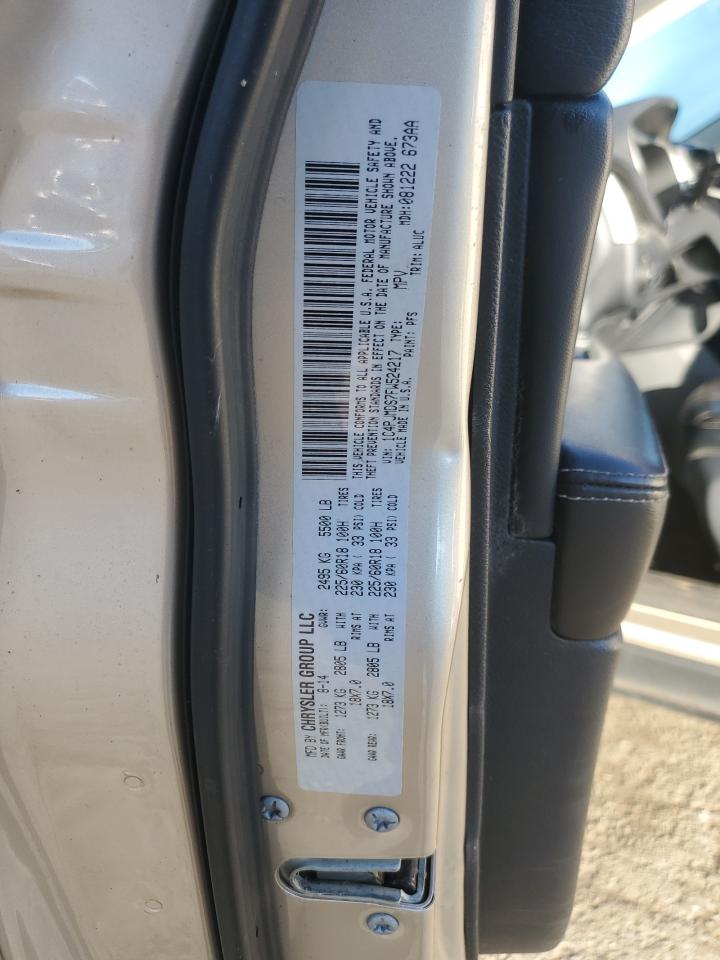 MFD BY CHRYSLER GROUP LLC
DATE OF MFR(BUILT): 8-14 GVWR: 2495 KG 5500 LB
GAWR FRONT: 1273 KG 2805 LB WITH 225/60R18 100H TIRES
18X7.0 RIMS AT 230 KPA ( 33 PSI) COLD
GAWR REAR: 1273 KG 2805 LB WITH 225/60R18 100H TIRES
18X7.0 RIMS AT 230 KPA ( 33 PSI) COLD
THIS VEHICLE CONFORMS TO ALL APPLICABLE U.S.A. FEDERAL MOTOR VEHICLE SAFETY AND
THEFT PREVENTION STANDARDS IN EFFECT ON THE DATE OF MANUFACTURE SHOWN ABOVE.
VIN: 1C4PJMDS7FW524217 TYPE: MPV MDH:081222 673AA
VEHICLE MADE IN U.S.A. PAINT: PFS TRIM: ALUC